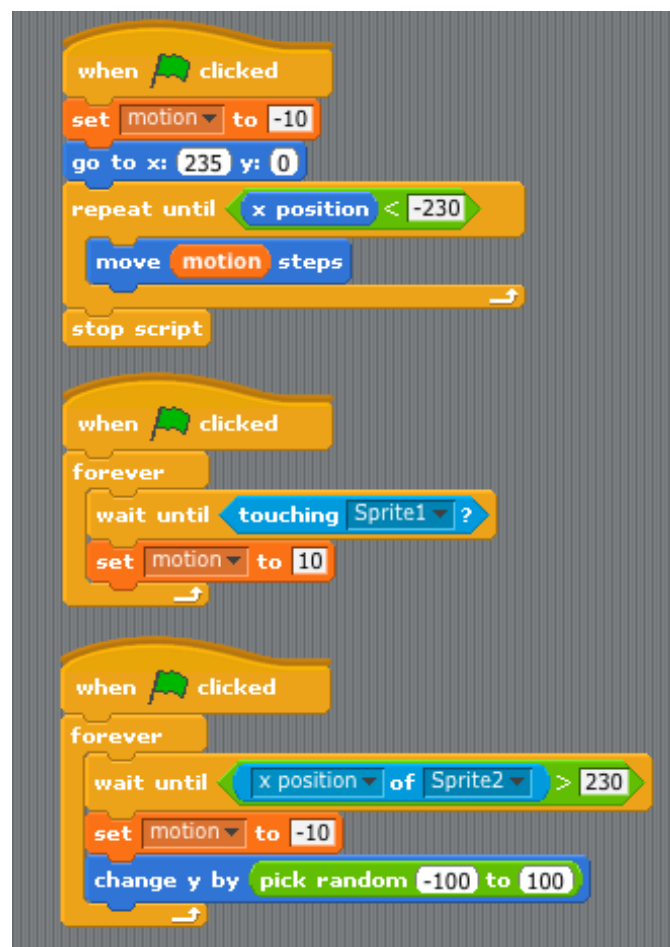 when clicked
set motion to -10
go to x: 235 y: 0
repeat until x position < -230
move motion steps
stop script
when clicked
forever
wait until touching Sprite1 ?
set motion to 10
when clicked
forever
wait until x position of Sprite2 > 230
set motion to -10
change y by pick random -100 to 100